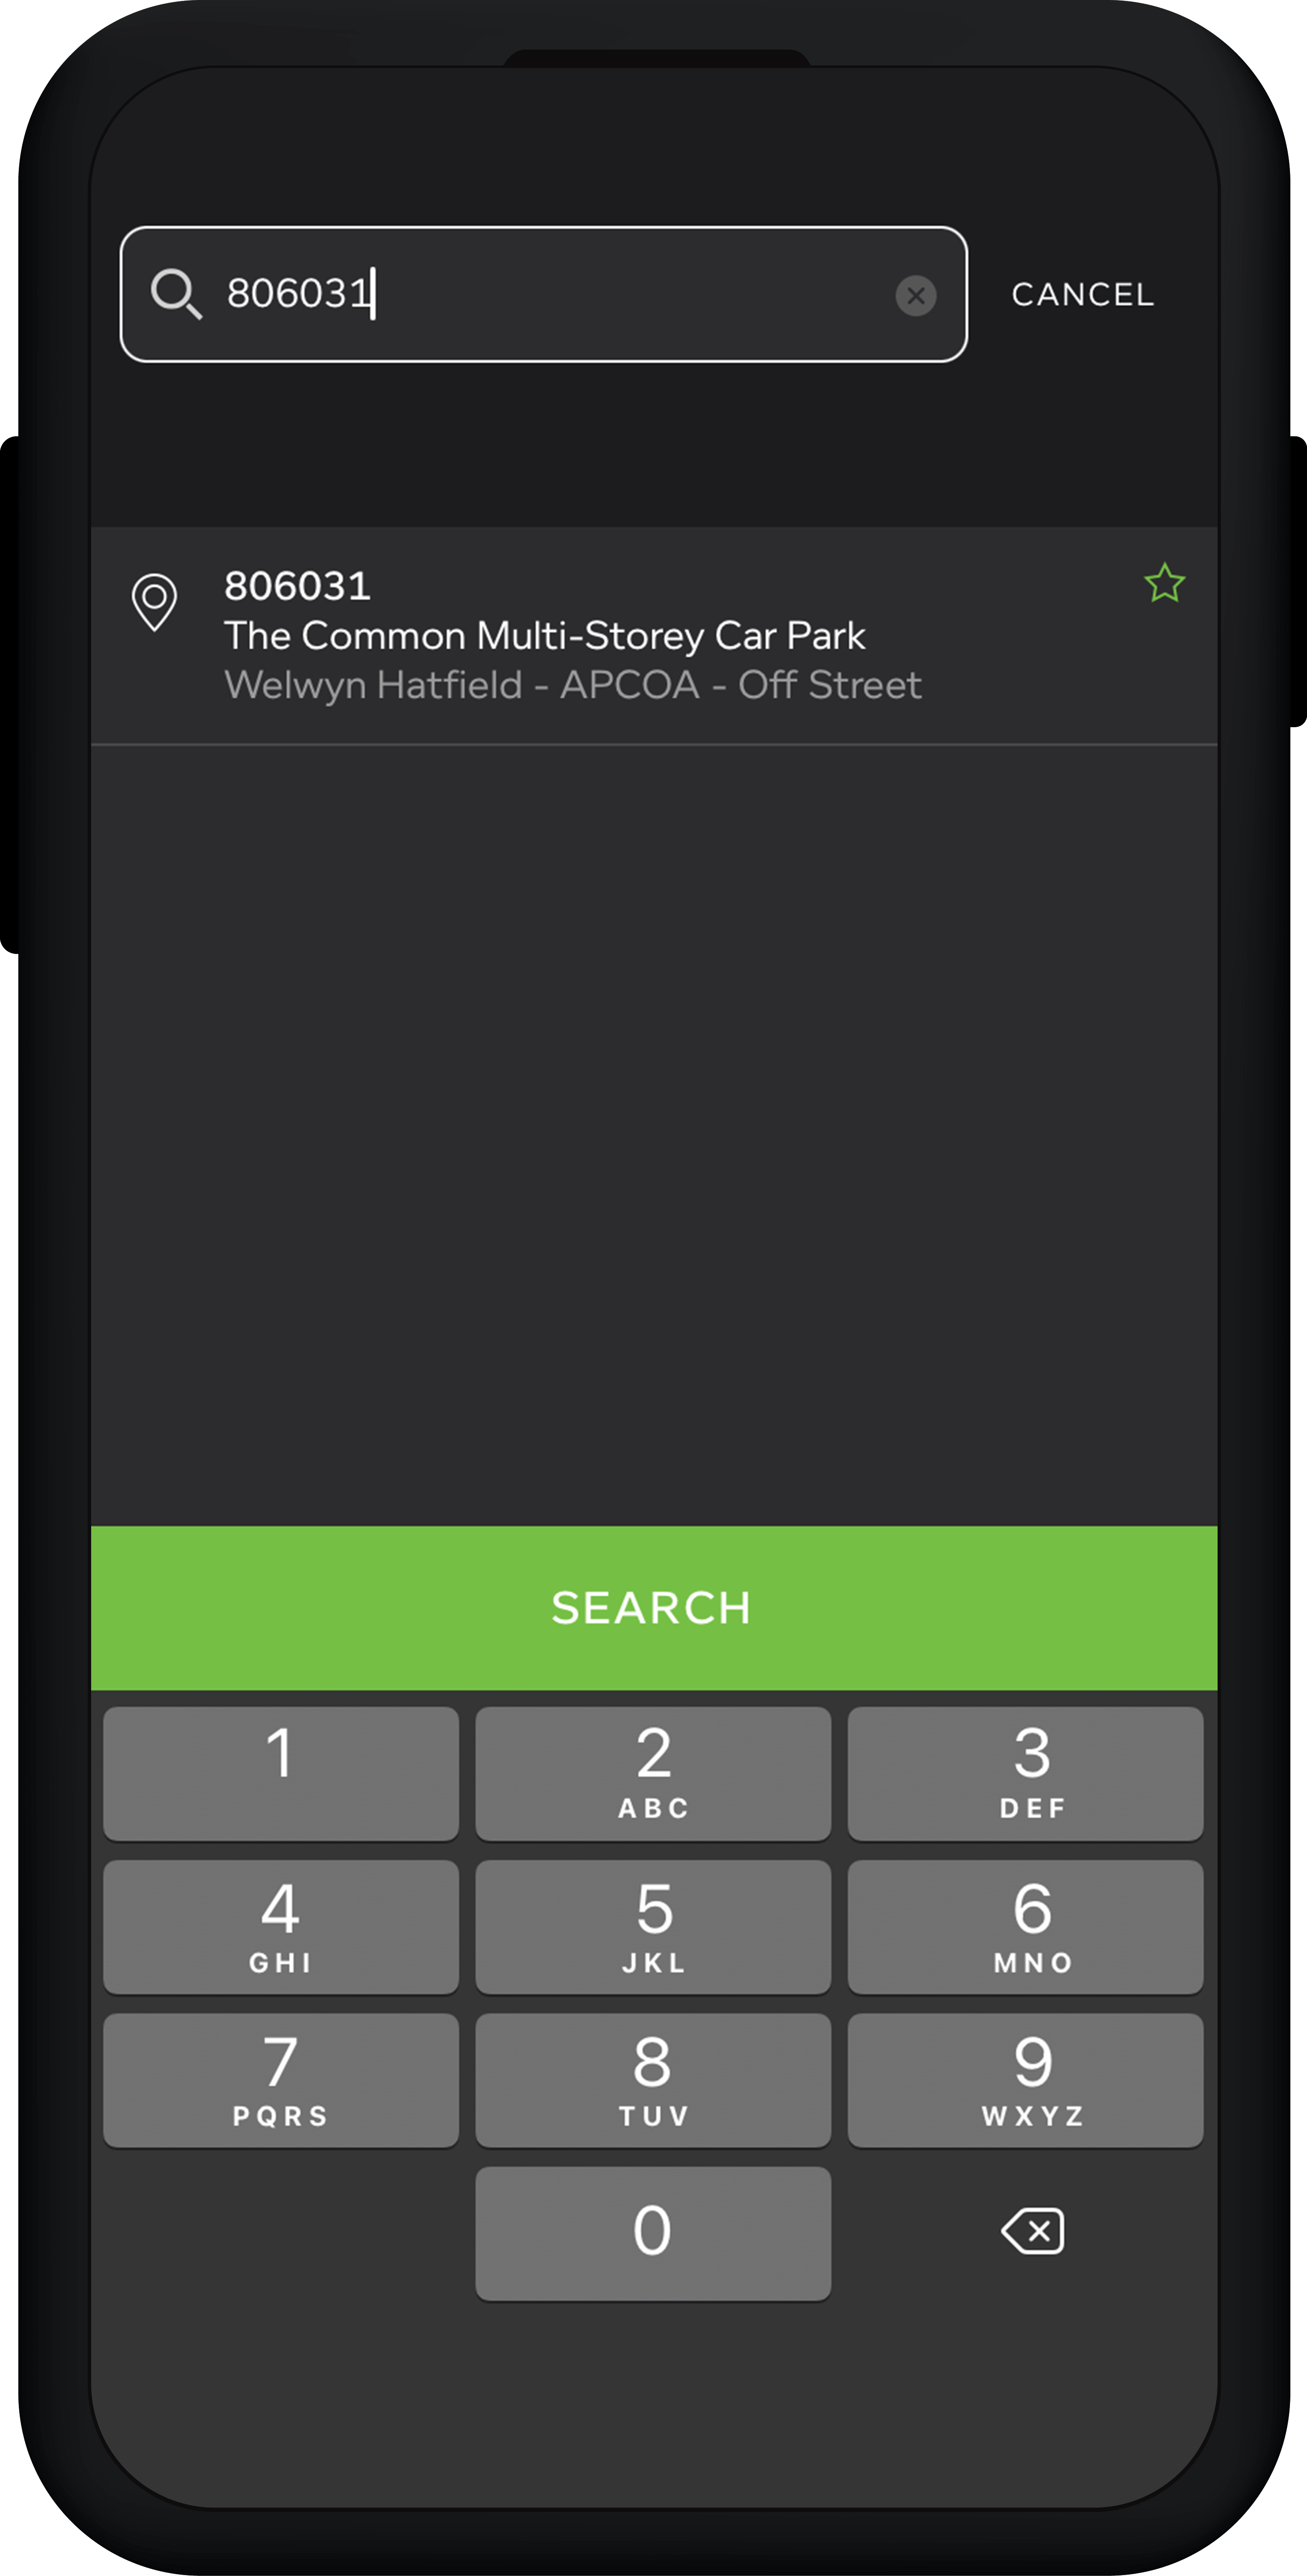 806031
CANCEL
806031
The Common Multi-Storey Car Park
Welwyn Hatfield - APCOA - Off Street
SEARCH
1
2
ABC
3
DEF
4
GHI
5
JKL
6
MNO
7
PQRS
8
TUV
9
WXYZ
0